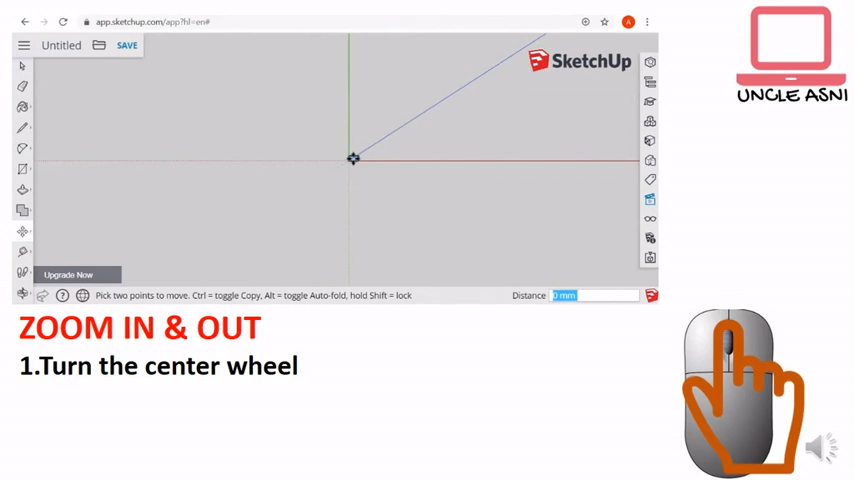 app.sketchup.com/app?hl=en#
A
Untitled
SAVE
SketchUp
UNCLE ASNI
Upgrade Now
Pick two points to move. Ctrl = toggle Copy, Alt = toggle Auto-fold, hold Shift = lock
Distance
0 mm
ZOOM IN & OUT
1.Turn the center wheel